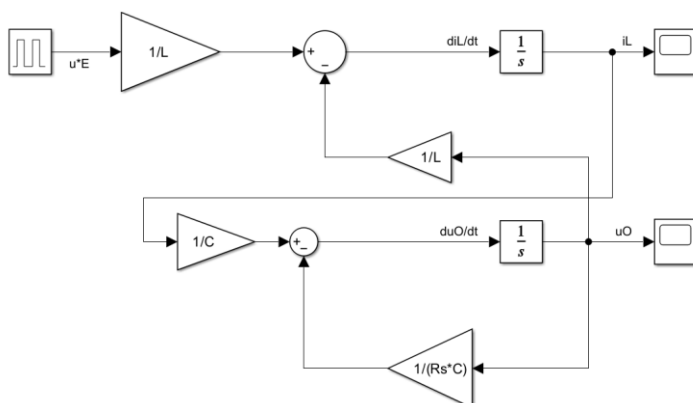 u*E
1/L
+
−
diL/dt
1
s
iL
1/L
1/C
+
−
duO/dt
1
s
uO
1/(Rs*C)